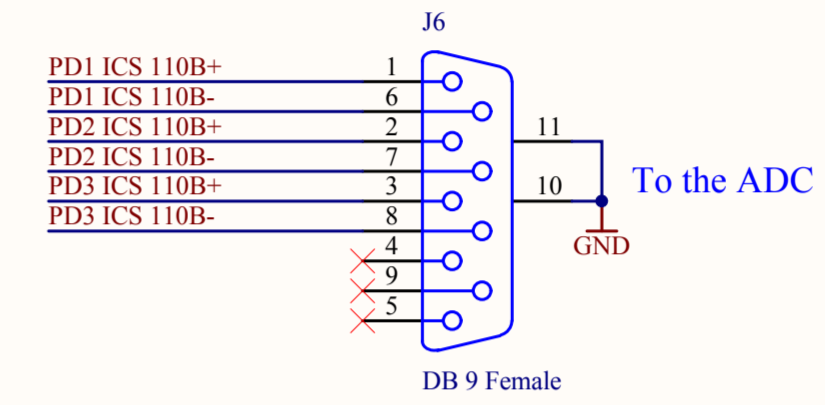 J6
PD1 ICS 110B+ 1
PD1 ICS 110B- 6
PD2 ICS 110B+ 2
11
PD2 ICS 110B- 7
PD3 ICS 110B+ 3
10
To the ADC
PD3 ICS 110B- 8
GND
4
9
5
DB 9 Female